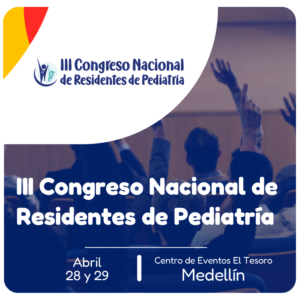 III Congreso Nacional
de Residentes de Pediatría
III Congreso Nacional de
Residentes de Pediatría
Abril
28 y 29
Centro de Eventos El Tesoro
Medellín